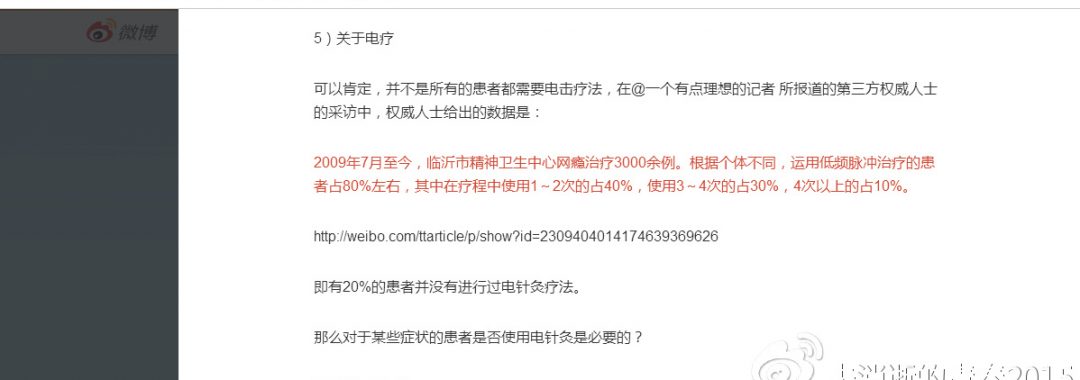 微博
5）关于电疗
可以肯定，并不是所有的患者都需要电击疗法，在@一个有点理想的记者 所报道的第三方权威人士
的采访中，权威人士给出的数据是：
2009年7月至今，临沂市精神卫生中心网瘾治疗3000余例。根据个体不同，运用低频脉冲治疗的患
者占80%左右，其中在疗程中使用1～2次的占40%，使用3～4次的占30%，4次以上的占10%。
http://weibo.com/ttarticle/p/show?id=2309404014174639369626
即有20%的患者并没有进行过电针灸疗法。
那么对于某些症状的患者是否使用电针灸是必要的？